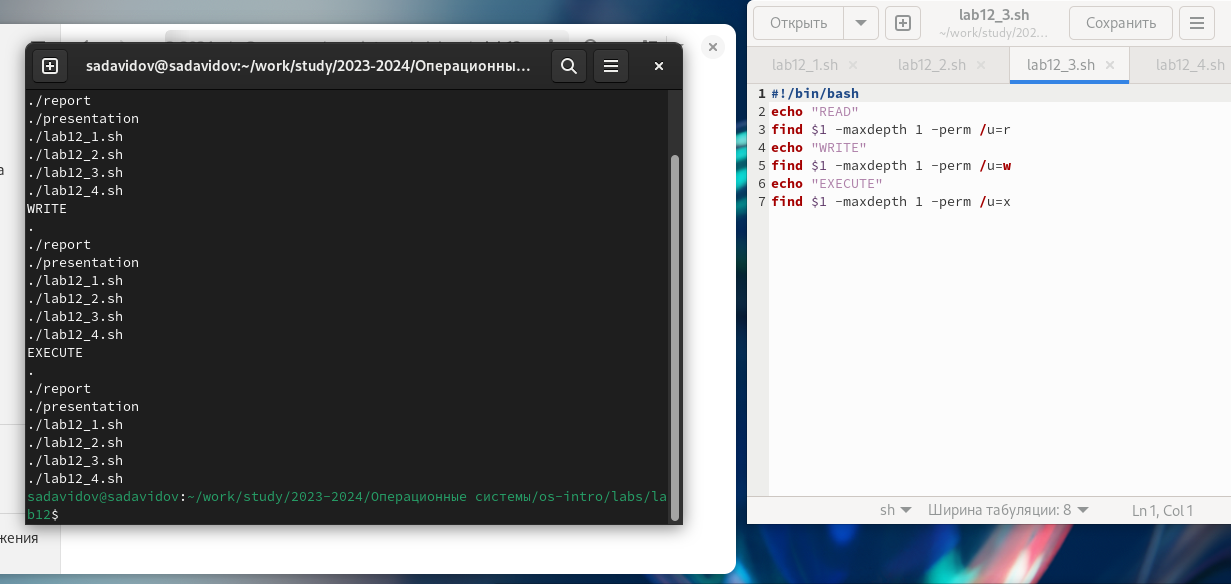 sadavidov@sadavidov:~/work/study/2023-2024/Операционны...
./report
./presentation
./lab12_1.sh
./lab12_2.sh
./lab12_3.sh
./lab12_4.sh
WRITE
.
./report
./presentation
./lab12_1.sh
./lab12_2.sh
./lab12_3.sh
./lab12_4.sh
EXECUTE
.
./report
./presentation
./lab12_1.sh
./lab12_2.sh
./lab12_3.sh
./lab12_4.sh
sadavidov@sadavidov:~/work/study/2023-2024/Операционные системы/os-intro/labs/la
b12$
а
жения
Открыть
lab12_3.sh
~/work/study/202...
Сохранить
lab12_1.sh
lab12_2.sh
lab12_3.sh
lab12_4.sh
1 #!/bin/bash
2 echo "READ"
3 find $1 -maxdepth 1 -perm /u=r
4 echo "WRITE"
5 find $1 -maxdepth 1 -perm /u=w
6 echo "EXECUTE"
7 find $1 -maxdepth 1 -perm /u=x
sh Ширина табуляции: 8 Ln 1, Col 1